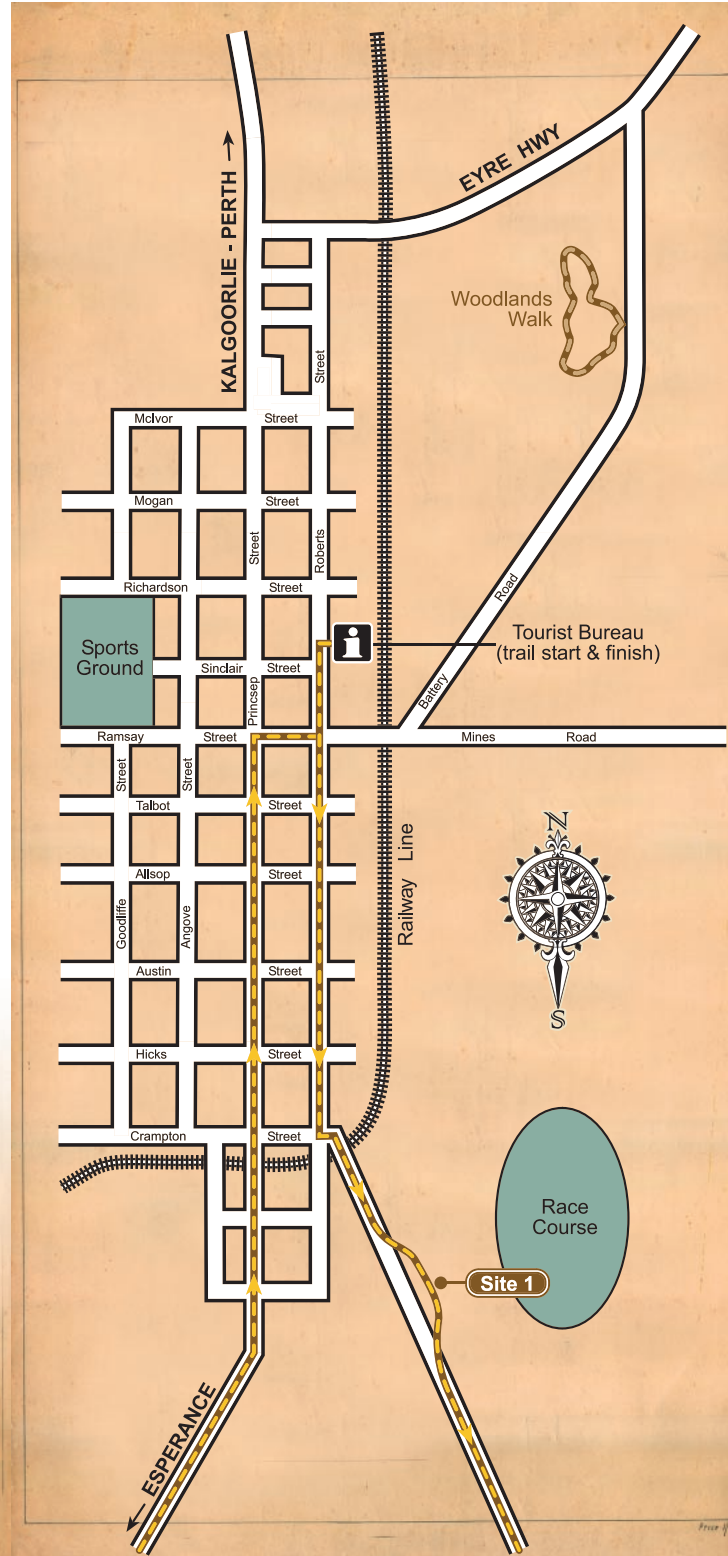 EYRE HWY
KALGOORLIE - PERTH
Woodlands
Walk
Street
McIvor
Street
Mogan
Street
Street
Roberts
Richardson
Street
Road
Sports
Ground
Tourist Bureau
(trail start & finish)
Sinclair
Street
Princsep
Battery
Ramsay
Street
Mines
Road
Street
Street
Talbot
Street
N
Railway Line
Allsop
Street
Goodliffe
Angove
Austin
Street
S
Hicks
Street
Crampton
Street
Race
Course
Site 1
ESPERANCE